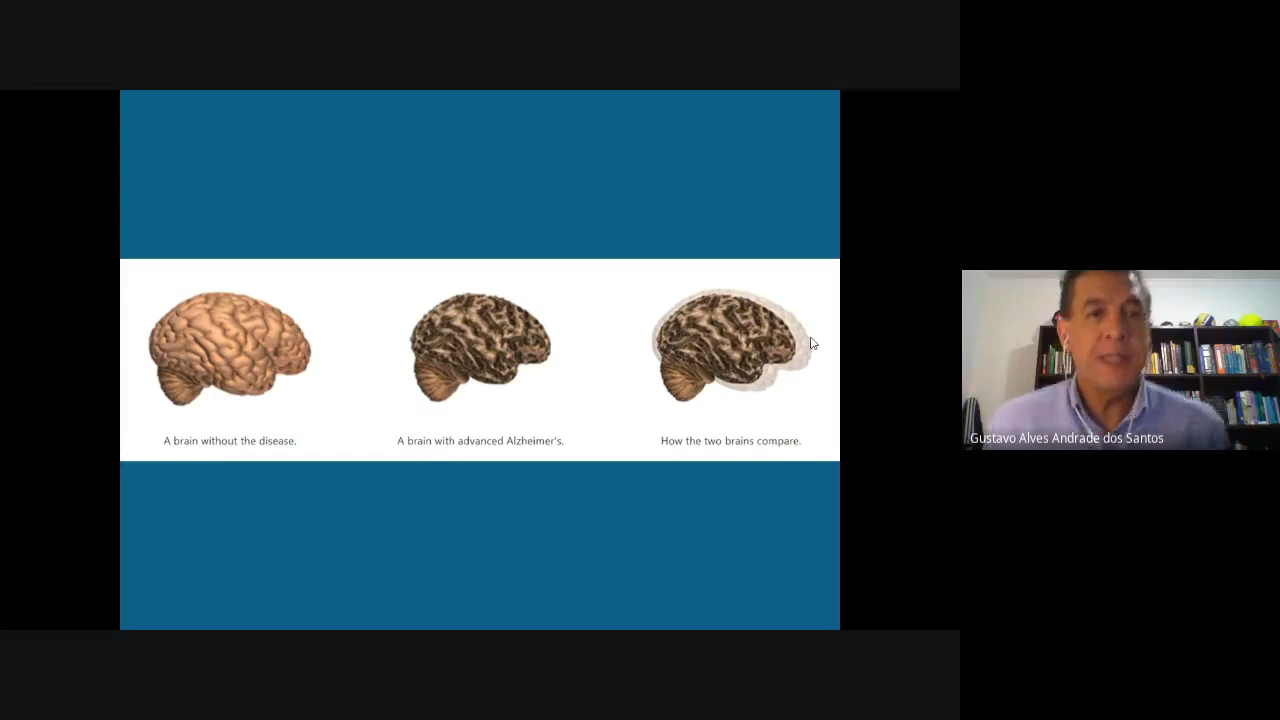 A brain without the disease.
A brain with advanced Alzheimer's.
How the two brains compare.
Gustavo Alves Andrade dos Santos